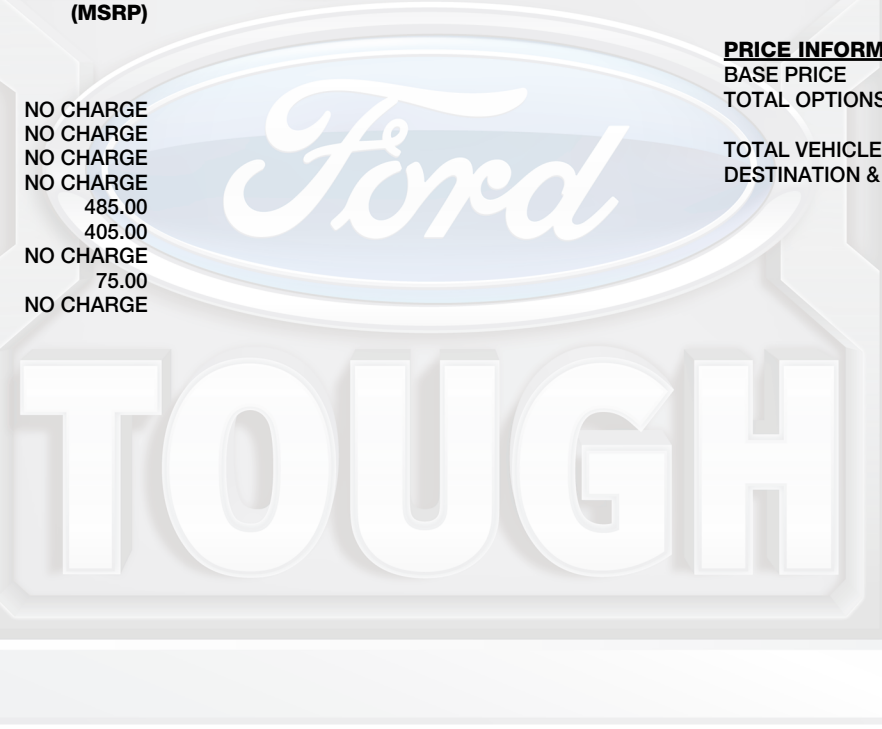 (MSRP)
NO CHARGE
NO CHARGE
NO CHARGE
NO CHARGE
485.00
405.00
NO CHARGE
75.00
NO CHARGE
PRICE INFORM
BASE PRICE
TOTAL OPTIONS
TOTAL VEHICLE
DESTINATION &
Ford
TOUGH